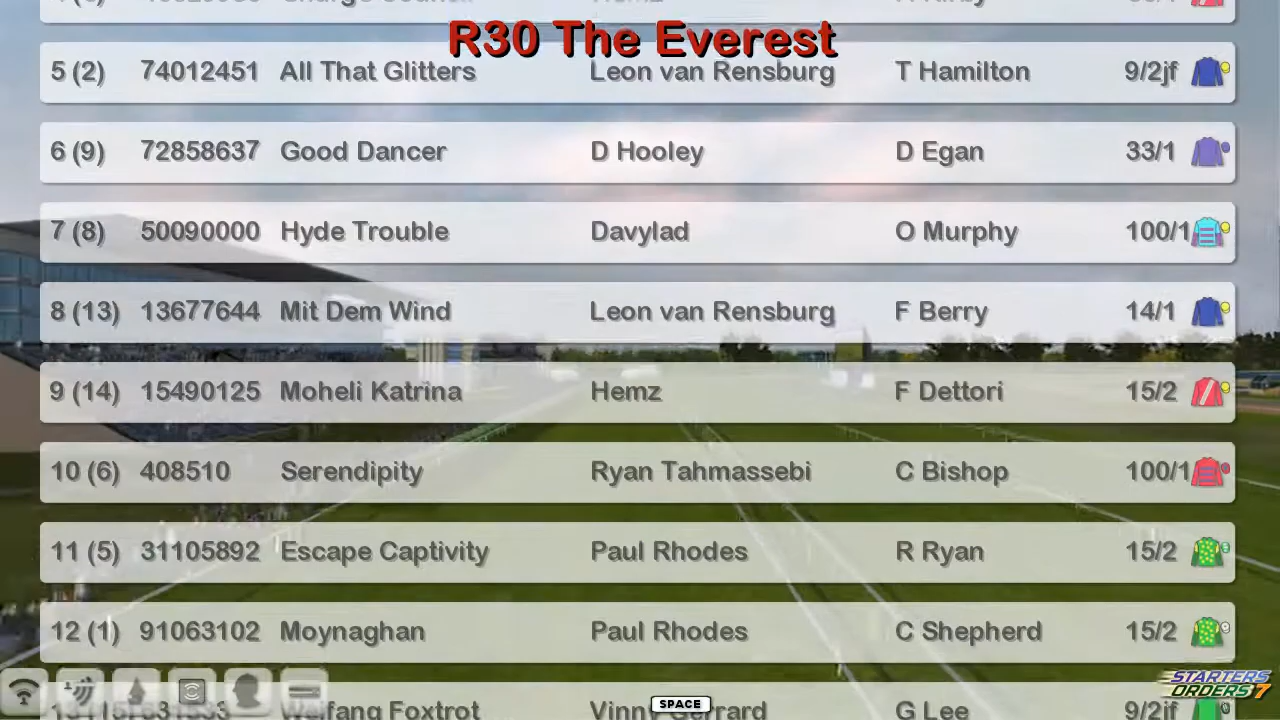 R30 The Everest
5 (2) 74012451 All That Glitters Leon van Rensburg T Hamilton 9/2jf
6 (9) 72858637 Good Dancer D Hooley D Egan 33/1
7 (8) 50090000 Hyde Trouble Davylad O Murphy 100/1
8 (13) 13677644 Mit Dem Wind Leon van Rensburg F Berry 14/1
9 (14) 15490125 Moheli Katrina Hemz F Dettori 15/2
10 (6) 408510 Serendipity Ryan Tahmassebi C Bishop 100/1
11 (5) 31105892 Escape Captivity Paul Rhodes R Ryan 15/2
12 (1) 91063102 Moynaghan Paul Rhodes C Shepherd 15/2
Foxtrot G Lee 9/2jf
SPACE
STARTERS
ORDERS 7